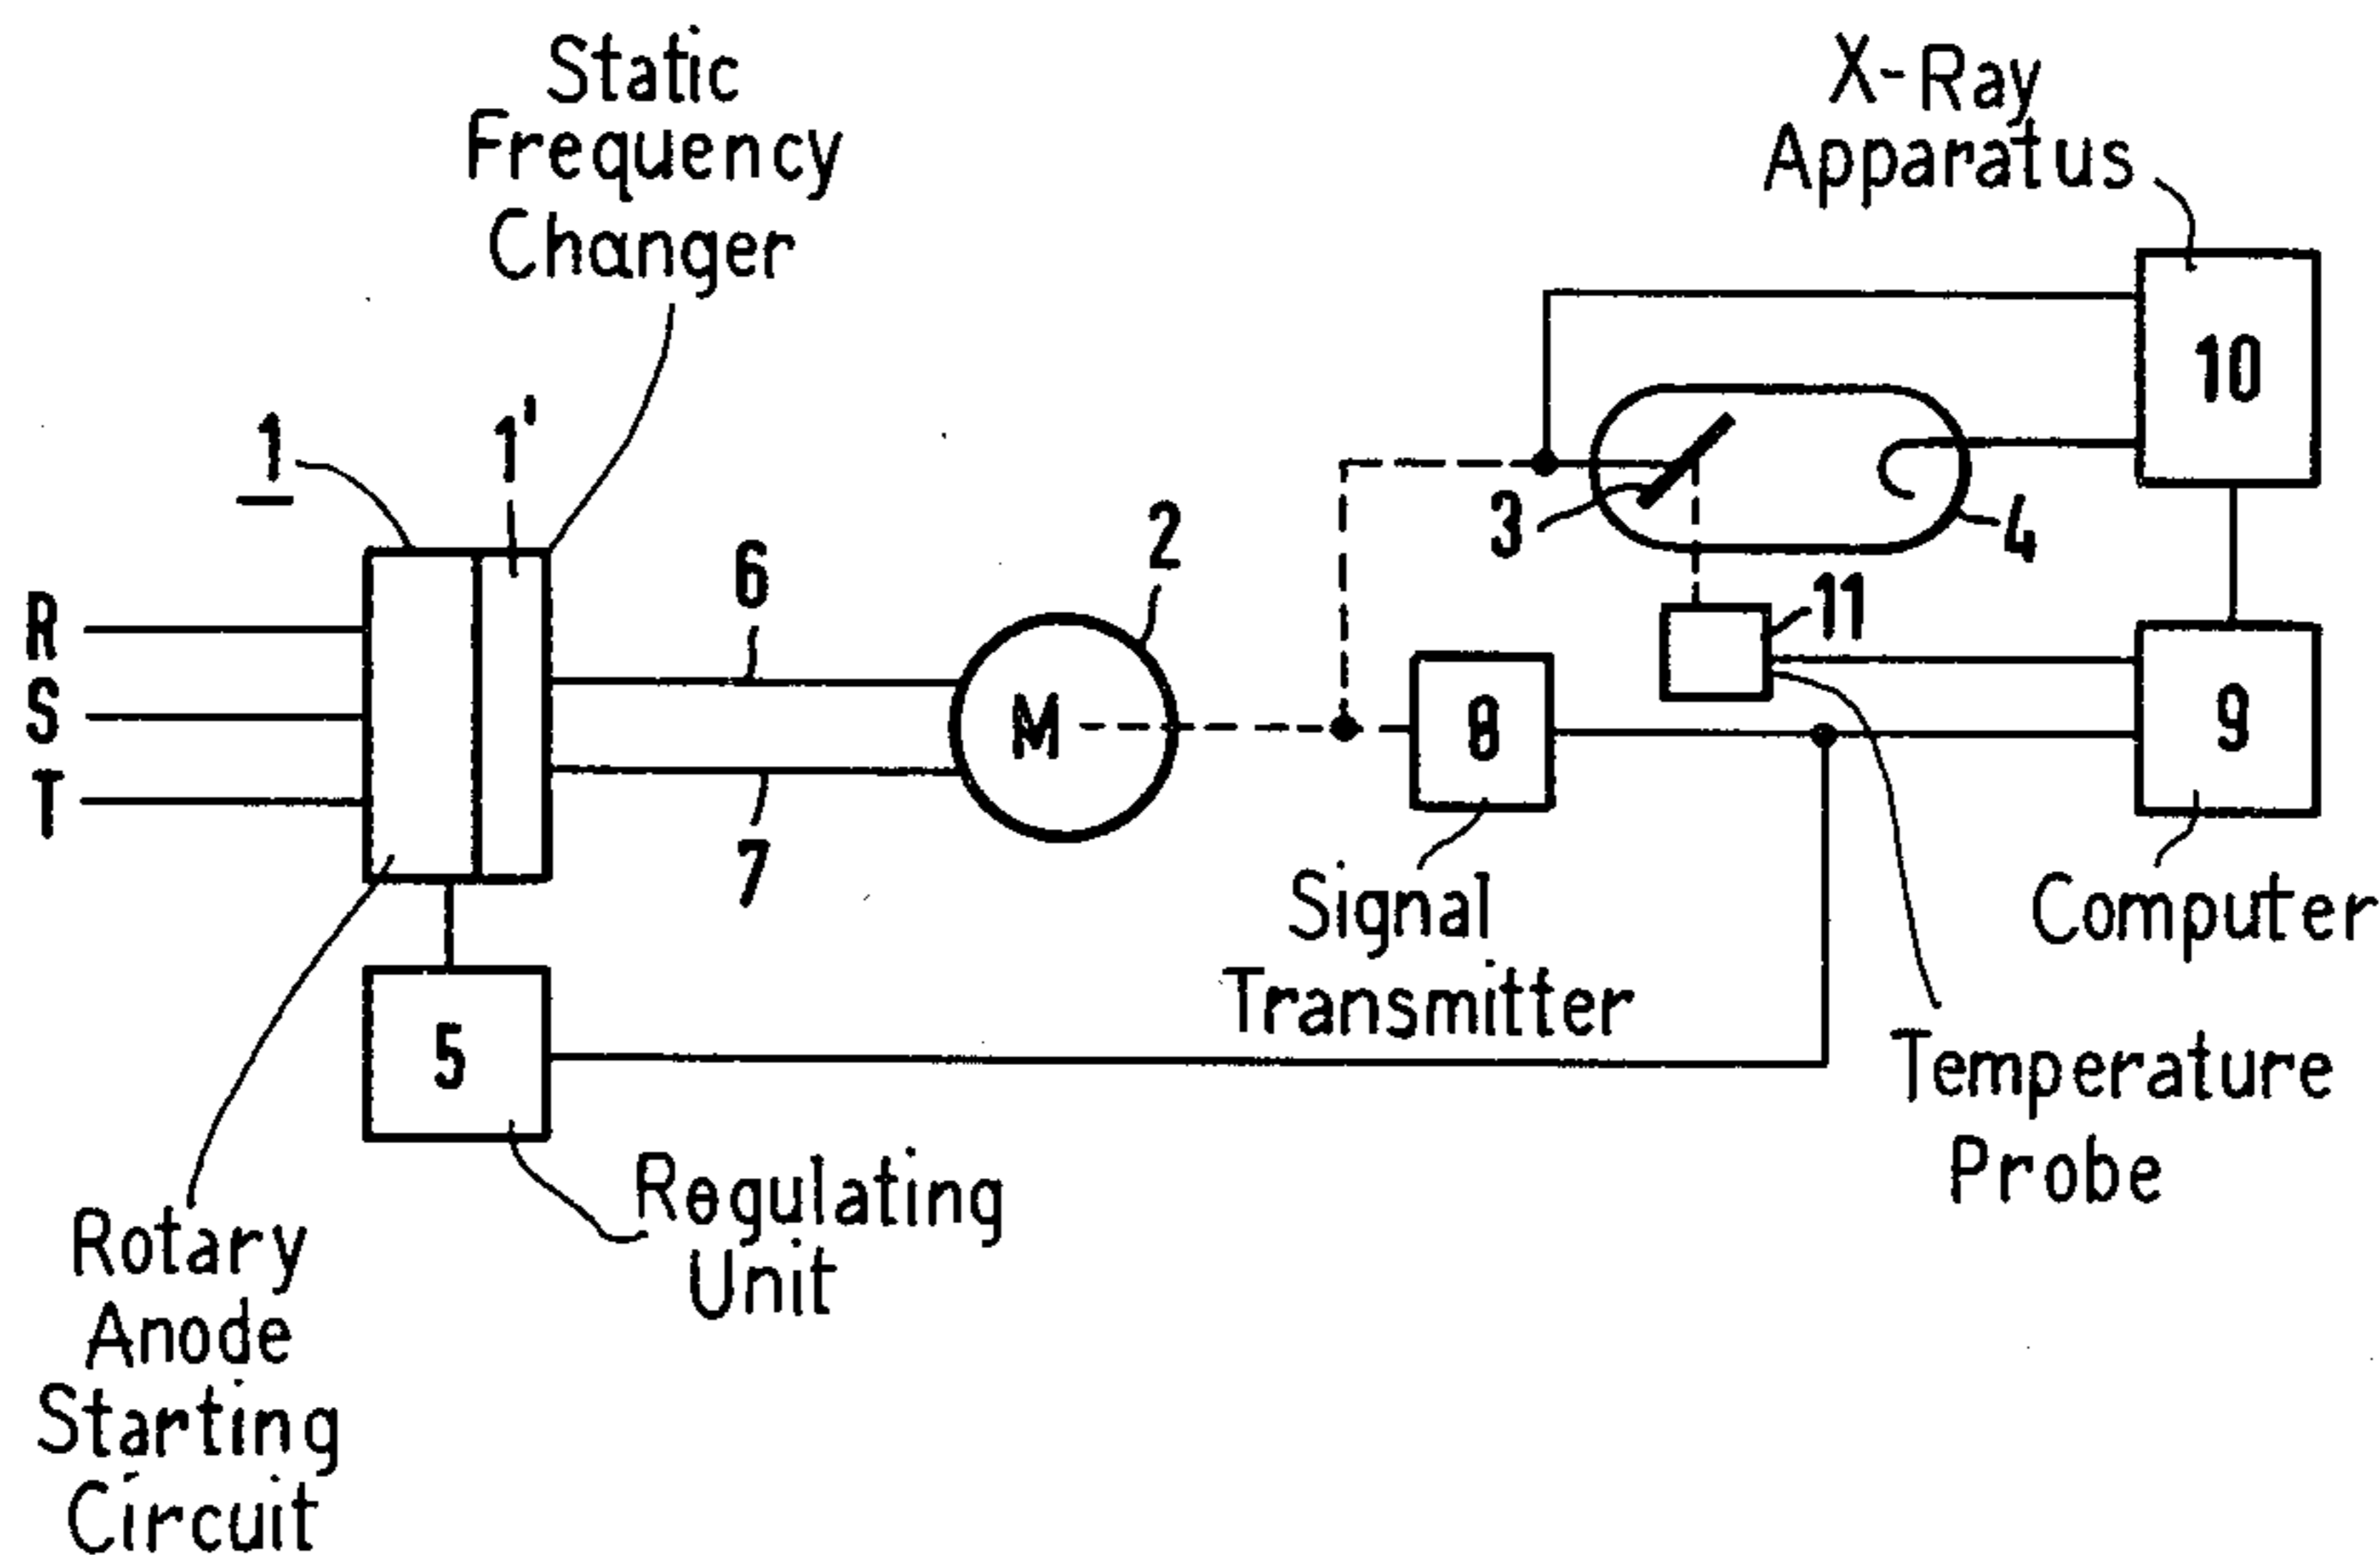 Static
Frequency
Changer
X-Ray
Apparatus
10
1
1'
2
3
4
6
11
R
S
T
M
8
9
7
5
Signal
Transmitter
Computer
Temperature
Probe
Regulating
Unit
Rotary
Anode
Starting
Circuit